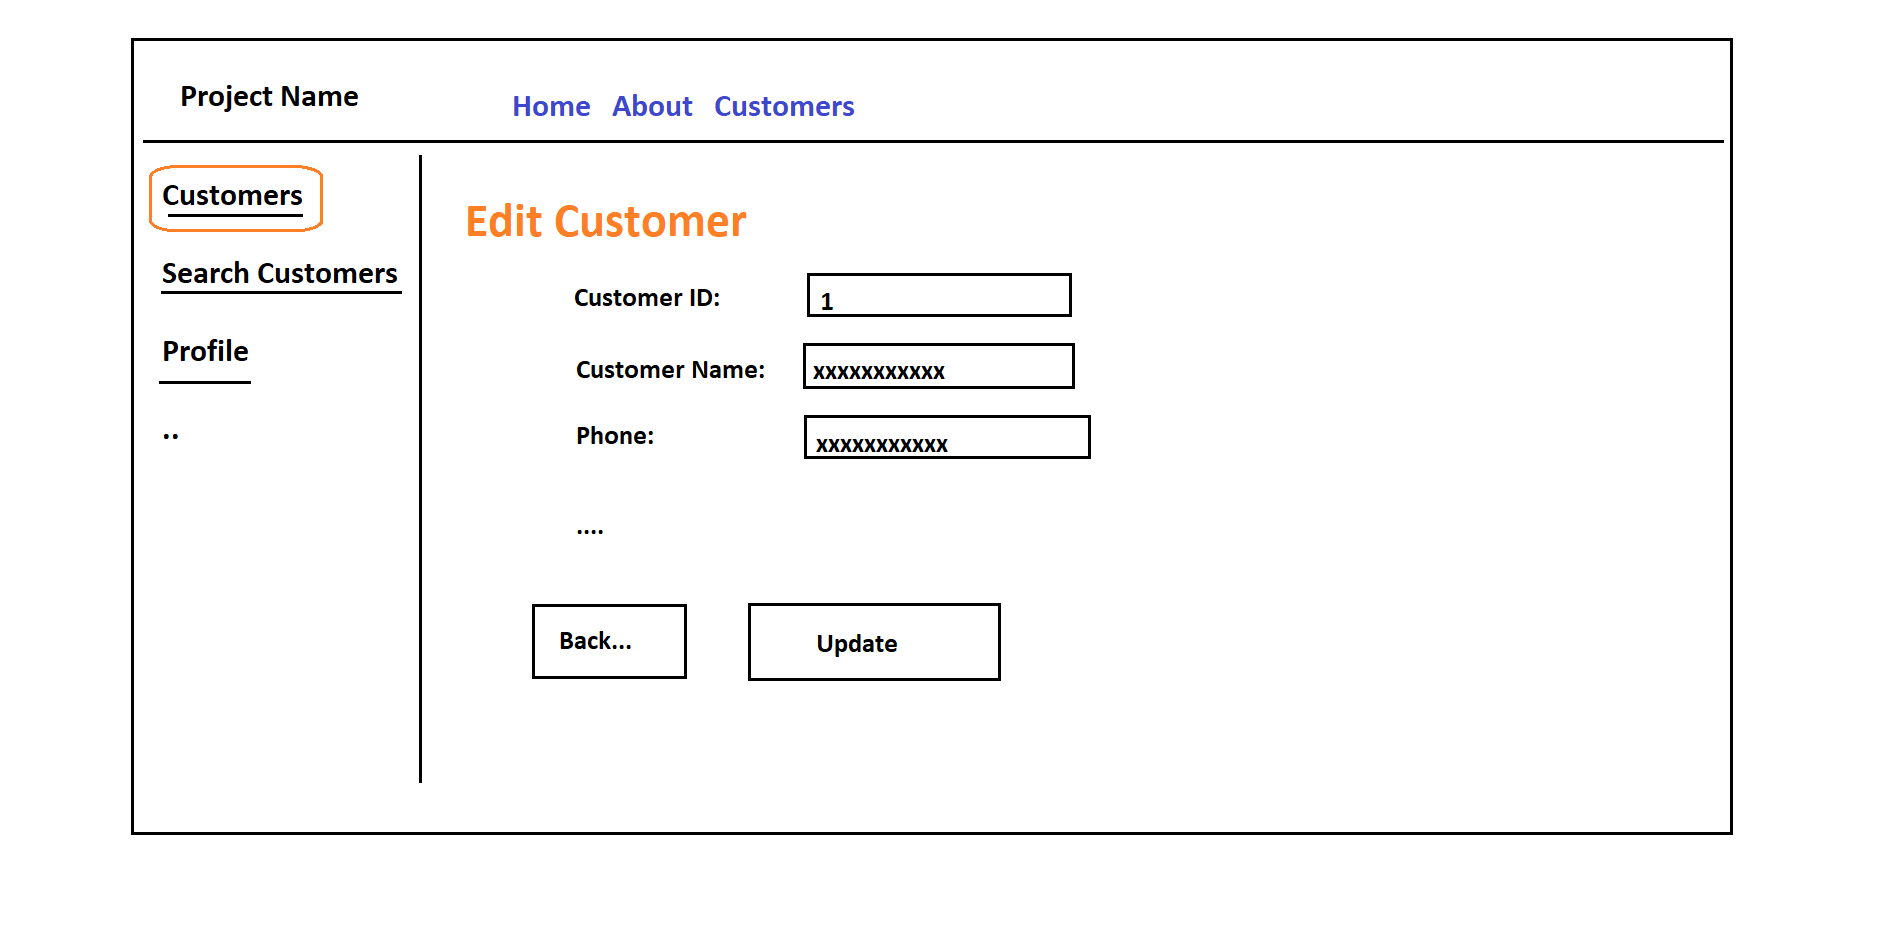 Project Name
Home About Customers
Customers
Search Customers
Profile
..
Edit Customer
Customer ID: 1
Customer Name: xxxxxxxxxxx
Phone: xxxxxxxxxxx
....
Back... Update